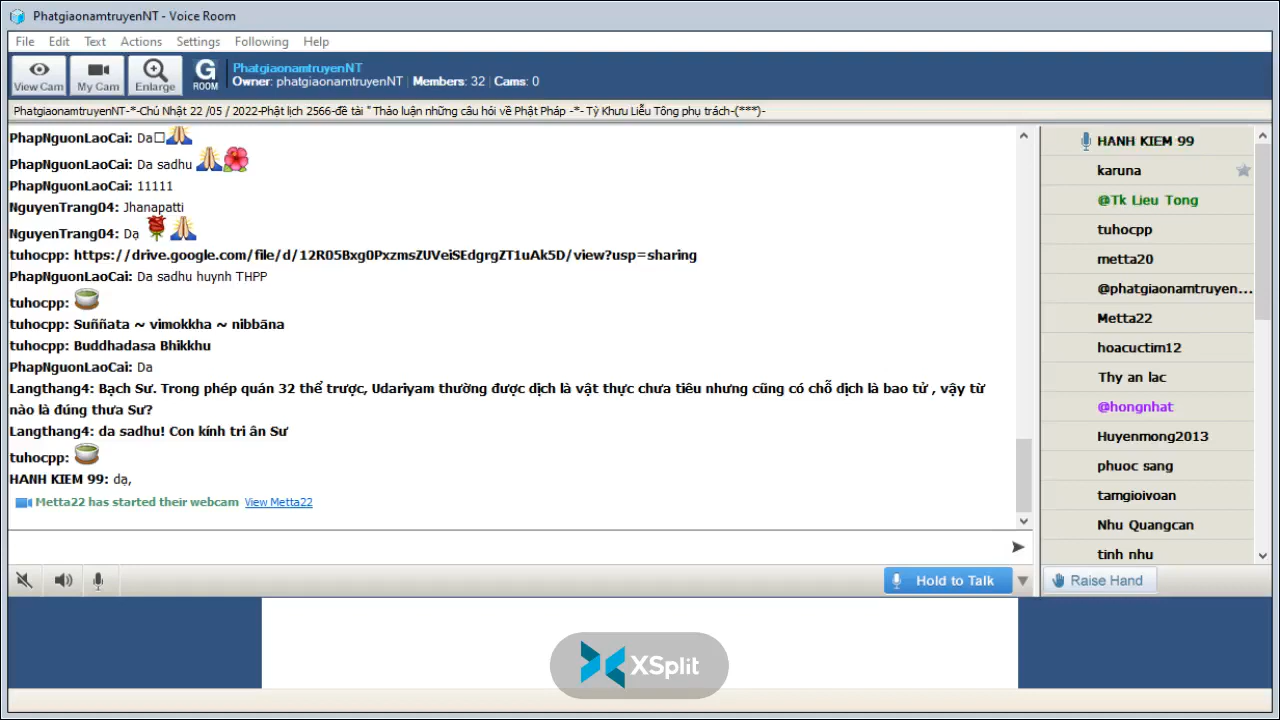 PhatgiaonamtruyenNT - Voice Room
File Edit Text Actions Settings Following Help
View Cam My Cam Enlarge G ROOM
PhatgiaonamtruyenNT
Owner: phatgiaonamtruyenNT | Members: 32 | Cams: 0
PhatgiaonamtruyenNT-*-Chú Nhật 22 /05 / 2022-Phật lịch 2566-đề tài " Thảo luận những câu hỏi về Phật Pháp -*- Tỳ Khưu Liễu Tông phụ trách-(***)-
PhapNguonLaoCai: Da
PhapNguonLaoCai: Da sadhu
PhapNguonLaoCai: 11111
NguyenTrang04: Jhanapatti
NguyenTrang04: Dạ
tuhocpp: https://drive.google.com/file/d/12R05Bxg0PxzmsZUVeiSEdgrgZT1uAk5D/view?usp=sharing
PhapNguonLaoCai: Da sadhu huynh THPP
tuhocpp:
tuhocpp: Suññata ~ vimokkha ~ nibbāna
tuhocpp: Buddhadasa Bhikkhu
PhapNguonLaoCai: Da
Langthang4: Bạch Sư. Trong phép quán 32 thể trược, Udariyam thường được dịch là vật thực chưa tiêu nhưng cũng có chỗ dịch là bao tử , vậy từ
nào là đúng thưa Sư?
Langthang4: da sadhu! Con kính tri ân Sư
tuhocpp:
HANH KIEM 99: dạ,
Metta22 has started their webcam View Metta22
Hold to Talk
HANH KIEM 99
karuna
@Tk Lieu Tong
tuhocpp
metta20
@phatgiaonamtruyen...
Metta22
hoacuctim12
Thy an lac
@hongnhat
Huyenmong2013
phuoc sang
tamgioivoan
Nhu Quangcan
tinh nhu
Raise Hand
XSplit